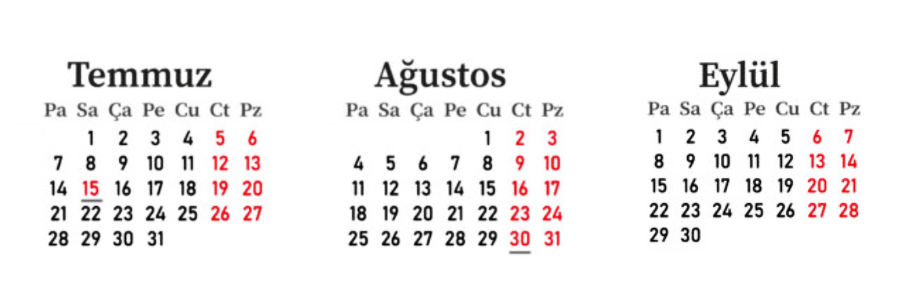 Temmuz
Pa Sa Ça Pe Cu Ct Pz
1 2 3 4 5 6
7 8 9 10 11 12 13
14 15 16 17 18 19 20
21 22 23 24 25 26 27
28 29 30 31
Ağustos
Pa Sa Ça Pe Cu Ct Pz
1 2 3
4 5 6 7 8 9 10
11 12 13 14 15 16 17
18 19 20 21 22 23 24
25 26 27 28 29 30 31
Eylül
Pa Sa Ça Pe Cu Ct Pz
1 2 3 4 5 6 7
8 9 10 11 12 13 14
15 16 17 18 19 20 21
22 23 24 25 26 27 28
29 30